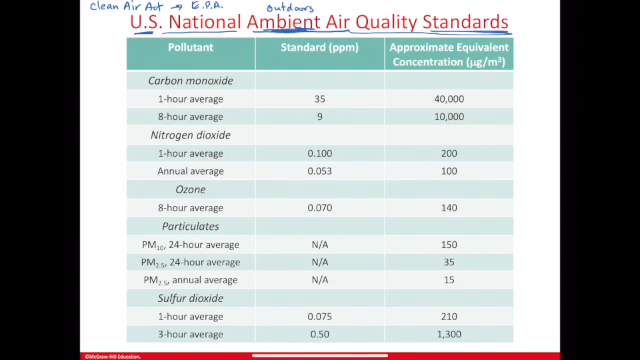 Clean Air Act → E.P.A. outdoors
U.S. National Ambient Air Quality Standards
Pollutant Standard (ppm) Approximate Equivalent Concentration (µg/m³)
Carbon monoxide
1-hour average 35 40,000
8-hour average 9 10,000
Nitrogen dioxide
1-hour average 0.100 200
Annual average 0.053 100
Ozone
8-hour average 0.070 140
Particulates
PM₁₀, 24-hour average N/A 150
PM₂.₅, 24-hour average N/A 35
PM₂.₅, annual average N/A 15
Sulfur dioxide
1-hour average 0.075 210
3-hour average 0.50 1,300
©McGraw-Hill Education.